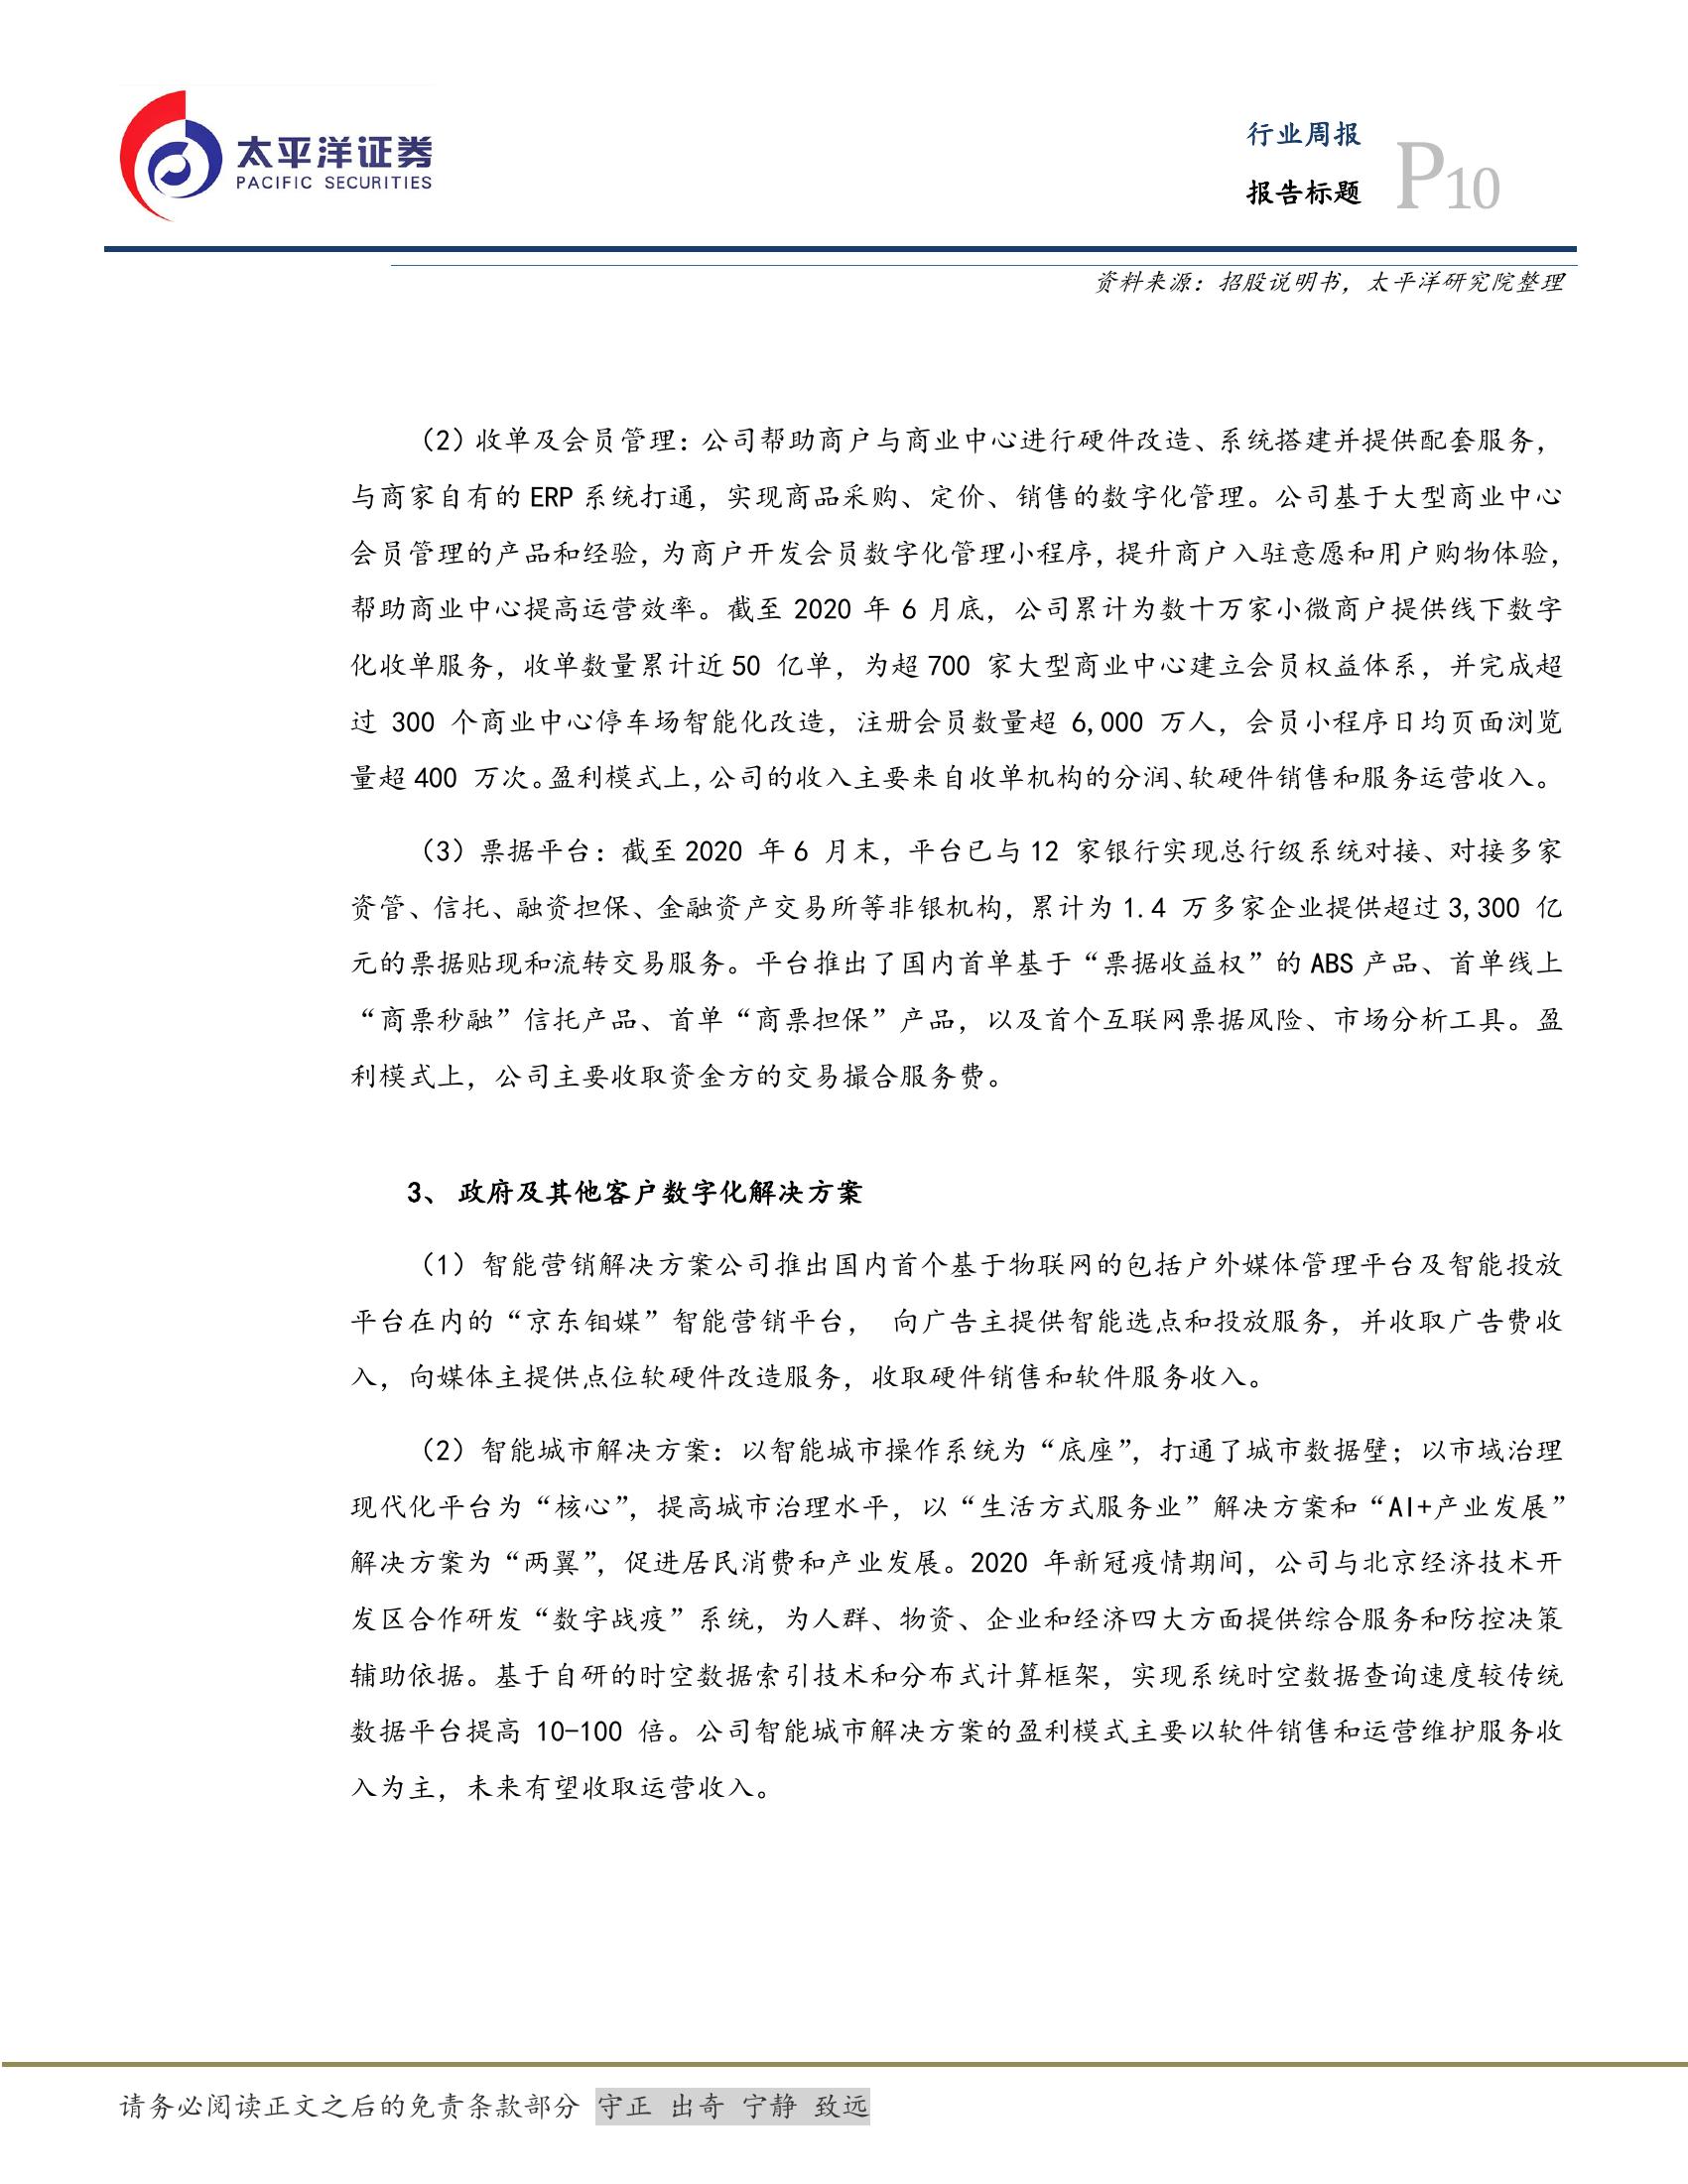 太平洋证券
PACIFIC SECURITIES
行业周报
报告标题
P10
资料来源：招股说明书，太平洋研究院整理
（2）收单及会员管理：公司帮助商户与商业中心进行硬件改造、系统搭建并提供配套服务，
与商家自有的 ERP 系统打通，实现商品采购、定价、销售的数字化管理。公司基于大型商业中心
会员管理的产品和经验，为商户开发会员数字化管理小程序，提升商户入驻意愿和用户购物体验，
帮助商业中心提高运营效率。截至 2020 年 6 月底，公司累计为数十万家小微商户提供线下数字
化收单服务，收单数量累计近 50 亿单，为超 700 家大型商业中心建立会员权益体系，并完成超
过 300 个商业中心停车场智能化改造，注册会员数量超 6,000 万人，会员小程序日均页面浏览
量超 400 万次。盈利模式上，公司的收入主要来自收单机构的分润、软硬件销售和服务运营收入。
（3）票据平台：截至 2020 年 6 月末，平台已与 12 家银行实现总行级系统对接、对接多家
资管、信托、融资担保、金融资产交易所等非银机构，累计为 1.4 万多家企业提供超过 3,300 亿
元的票据贴现和流转交易服务。平台推出了国内首单基于“票据收益权”的 ABS 产品、首单线上
“商票秒融”信托产品、首单“商票担保”产品，以及首个互联网票据风险、市场分析工具。盈
利模式上，公司主要收取资金方的交易撮合服务费。
3、 政府及其他客户数字化解决方案
（1）智能营销解决方案公司推出国内首个基于物联网的包括户外媒体管理平台及智能投放
平台在内的“京东钼媒”智能营销平台， 向广告主提供智能选点和投放服务，并收取广告费收
入，向媒体主提供点位软硬件改造服务，收取硬件销售和软件服务收入。
（2）智能城市解决方案：以智能城市操作系统为“底座”，打通了城市数据壁；以市域治理
现代化平台为“核心”，提高城市治理水平，以“生活方式服务业”解决方案和“AI+产业发展”
解决方案为“两翼”，促进居民消费和产业发展。2020 年新冠疫情期间，公司与北京经济技术开
发区合作研发“数字战疫”系统，为人群、物资、企业和经济四大方面提供综合服务和防控决策
辅助依据。基于自研的时空数据索引技术和分布式计算框架，实现系统时空数据查询速度较传统
数据平台提高 10-100 倍。公司智能城市解决方案的盈利模式主要以软件销售和运营维护服务收
入为主，未来有望收取运营收入。
请务必阅读正文之后的免责条款部分 守正 出奇 宁静 致远